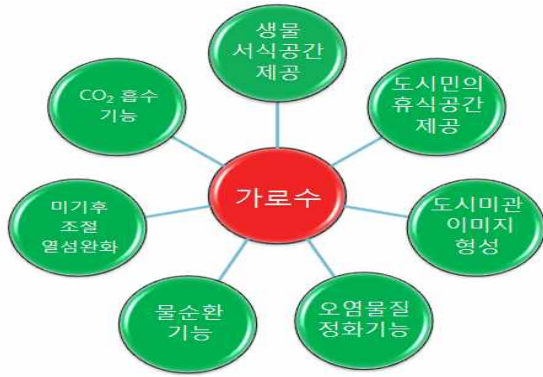 생물
서식공간
제공
도시민의
휴식공간
제공
CO₂ 흡수
기능
가로수
미기후
조절
열섬완화
도시미관
이미지
형성
물순환
기능
오염물질
정화기능